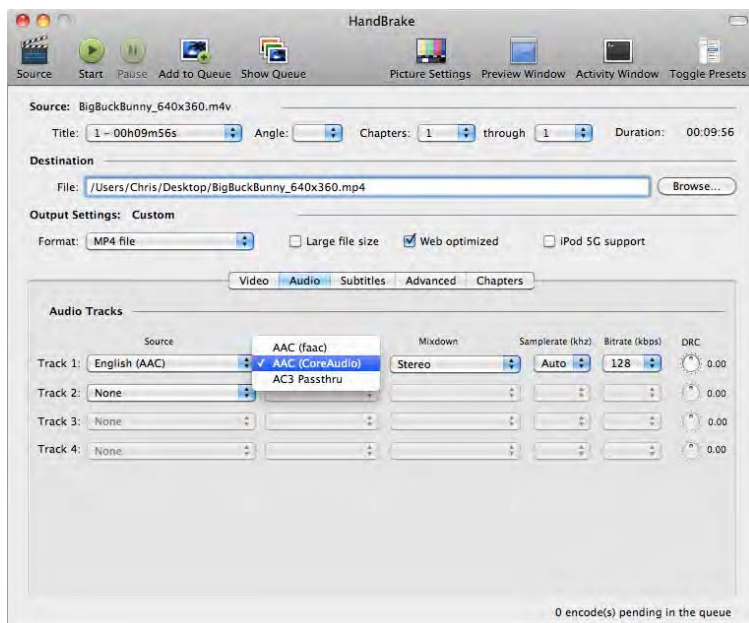 HandBrake
Source Start Pause Add to Queue Show Queue Picture Settings Preview Window Activity Window Toggle Presets
Source: BigBuckBunny_640x360.m4v
Title: 1 - 00h09m56s Angle: Chapters: 1 through 1 Duration: 00:09:56
Destination
File: /Users/Chris/Desktop/BigBuckBunny_640x360.mp4 Browse...
Output Settings: Custom
Format: MP4 file Large file size Web optimized iPod 5G support
Video Audio Subtitles Advanced Chapters
Audio Tracks
Source Mixdown Samplerate (khz) Bitrate (kbps) DRC
AAC (faac)
Track 1: English (AAC) ✓ AAC (CoreAudio) Stereo Auto 128 0.00
AC3 Passthru
Track 2: None 0.00
Track 3: None 0.00
Track 4: None 0.00
0 encode(s) pending in the queue